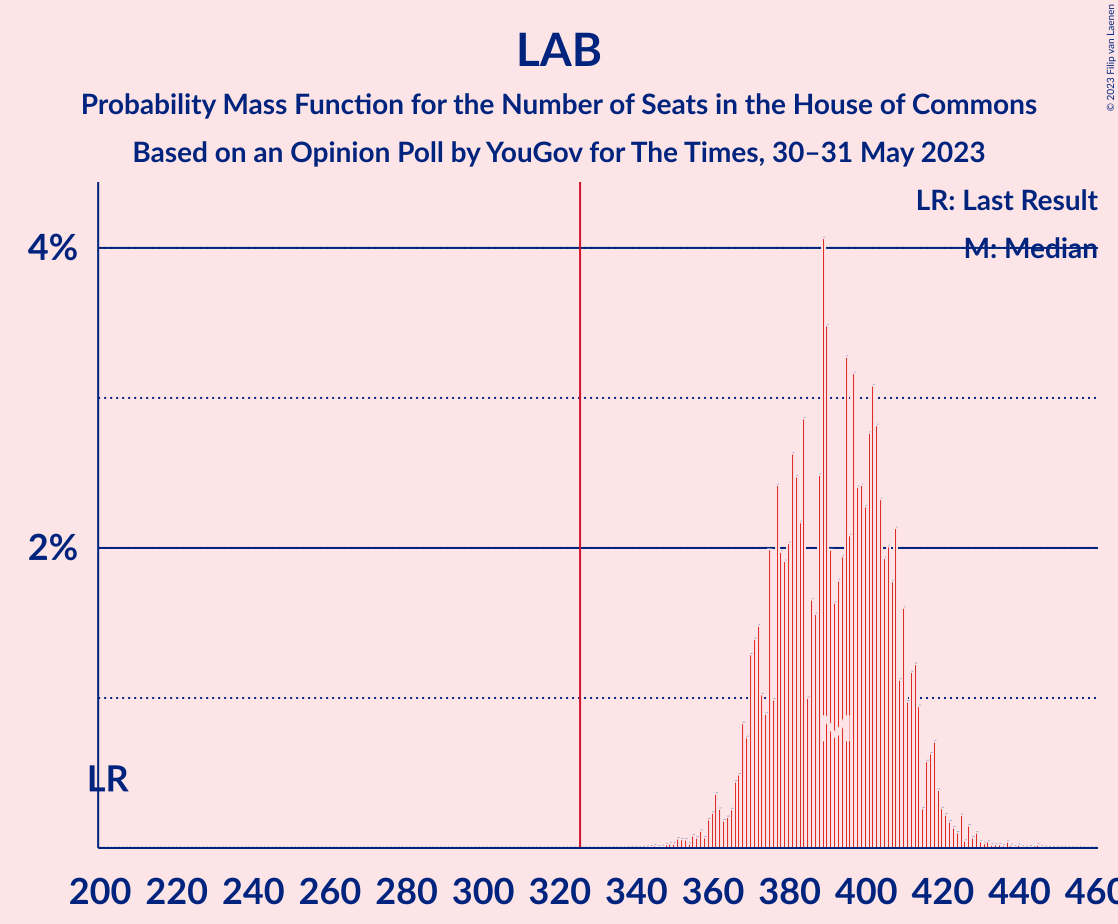 LAB
Probability Mass Function for the Number of Seats in the House of Commons
Based on an Opinion Poll by YouGov for The Times, 30–31 May 2023
© 2023 Filip van Laenen
LR: Last Result
M: Median
4%
2%
M
LR
200 220 240 260 280 300 320 340 360 380 400 420 440 460